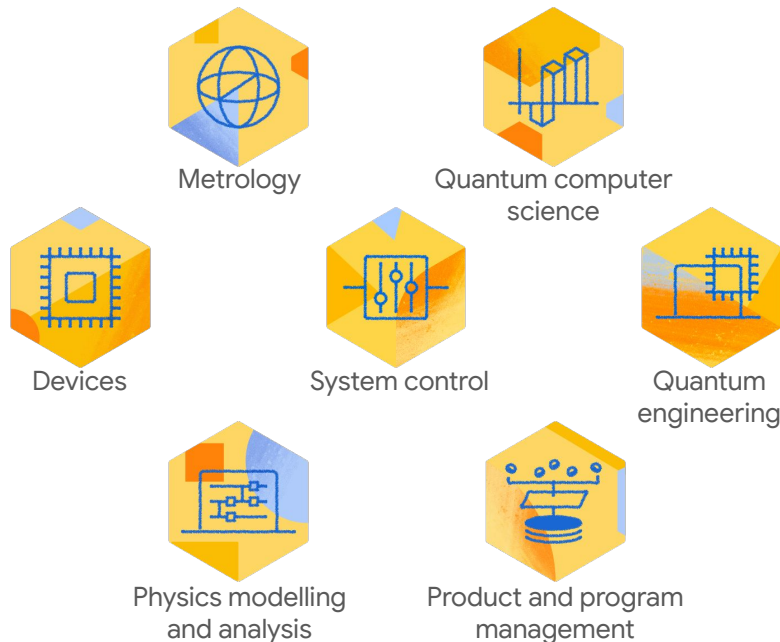 Metrology
Quantum computer
science
Devices
System control
Quantum
engineering
Physics modelling
and analysis
Product and program
management